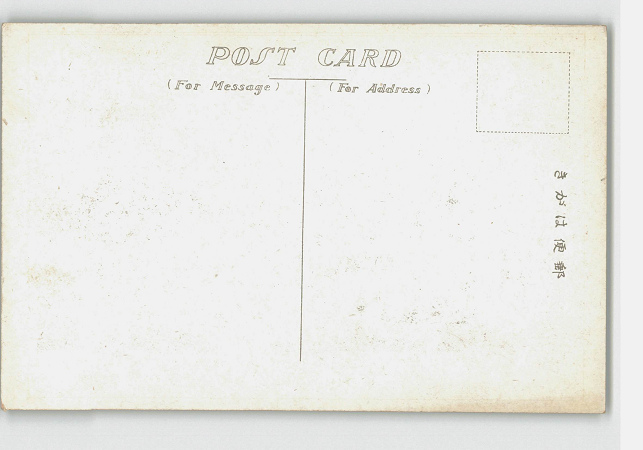 POST CARD
(For Message)
(For Address)
きがは便郵